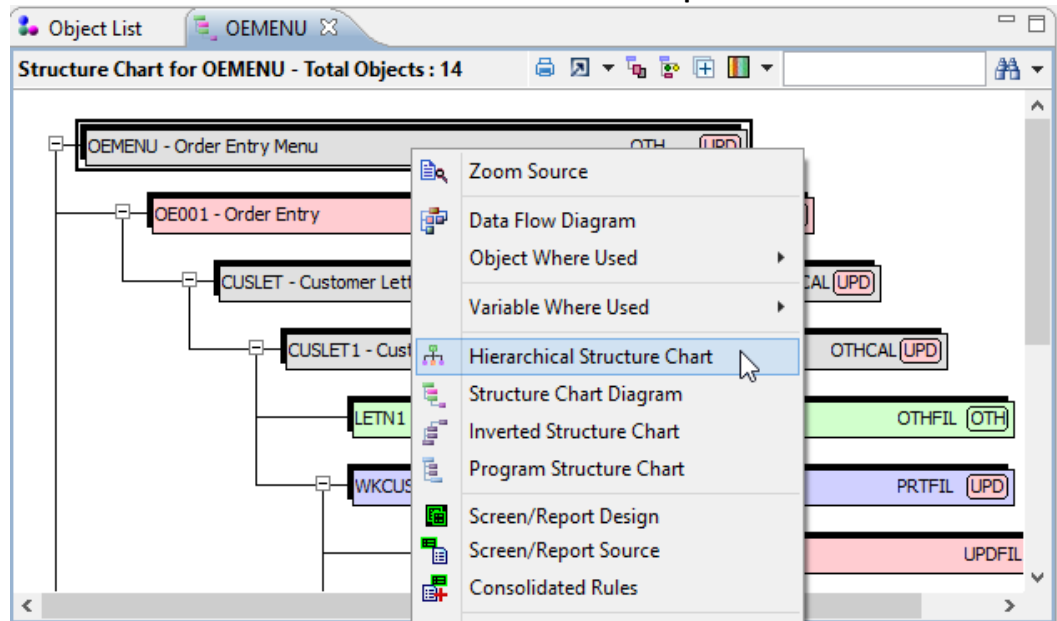 Object List
OEMENU
Structure Chart for OEMENU - Total Objects : 14
OEMENU - Order Entry Menu OTH UPD
Zoom Source
OE001 - Order Entry
Data Flow Diagram
Object Where Used
CUSLET - Customer Lett CAL UPD
Variable Where Used
CUSLET1 - Cust OTHCAL UPD
Hierarchical Structure Chart
Structure Chart Diagram
LETN1 OTHFIL OTH
Inverted Structure Chart
Program Structure Chart
WKCUS PRTFIL UPD
Screen/Report Design
Screen/Report Source
UPDFIL
Consolidated Rules